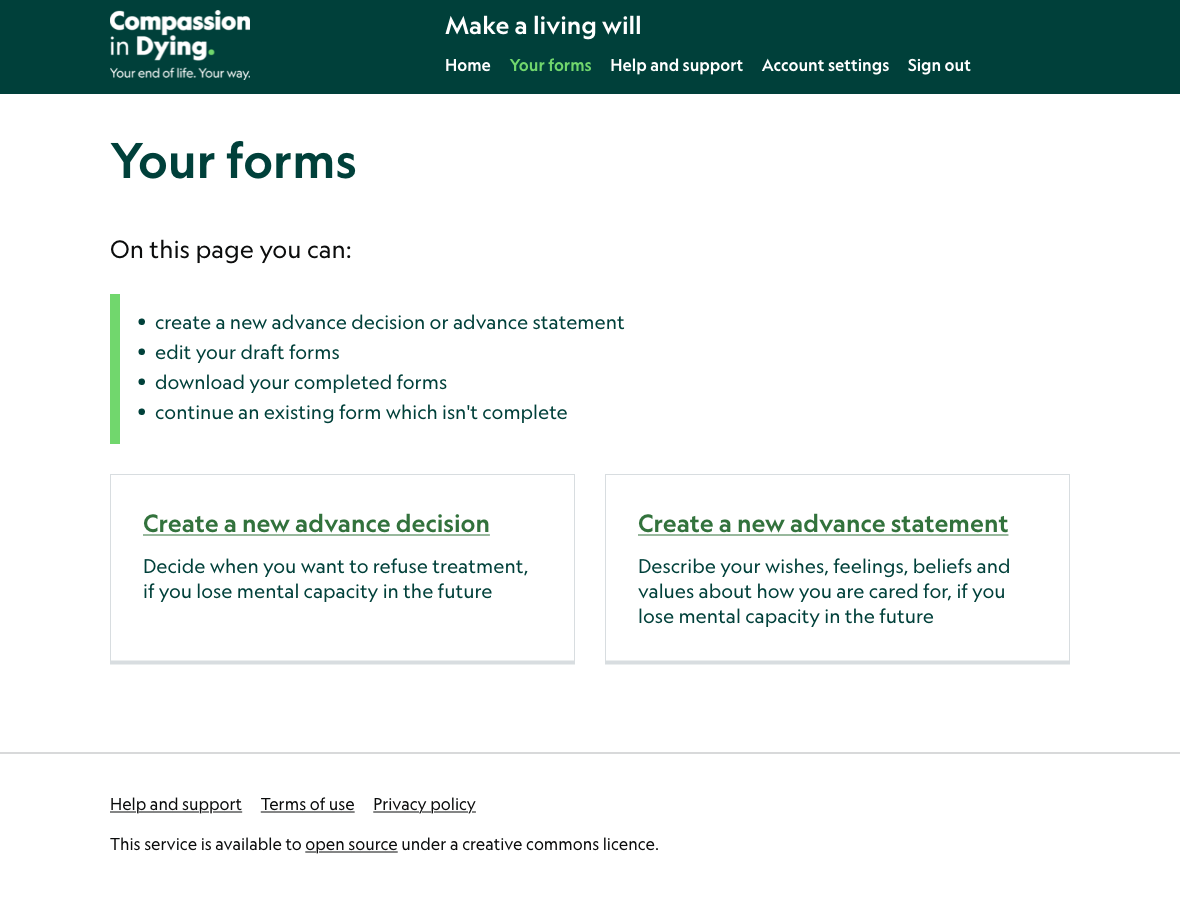 Compassion
in Dying.
Your end of life. Your way.
Make a living will
Home Your forms Help and support Account settings Sign out
Your forms
On this page you can:
• create a new advance decision or advance statement
• edit your draft forms
• download your completed forms
• continue an existing form which isn't complete
Create a new advance decision
Decide when you want to refuse treatment,
if you lose mental capacity in the future
Create a new advance statement
Describe your wishes, feelings, beliefs and
values about how you are cared for, if you
lose mental capacity in the future
Help and support Terms of use Privacy policy
This service is available to open source under a creative commons licence.